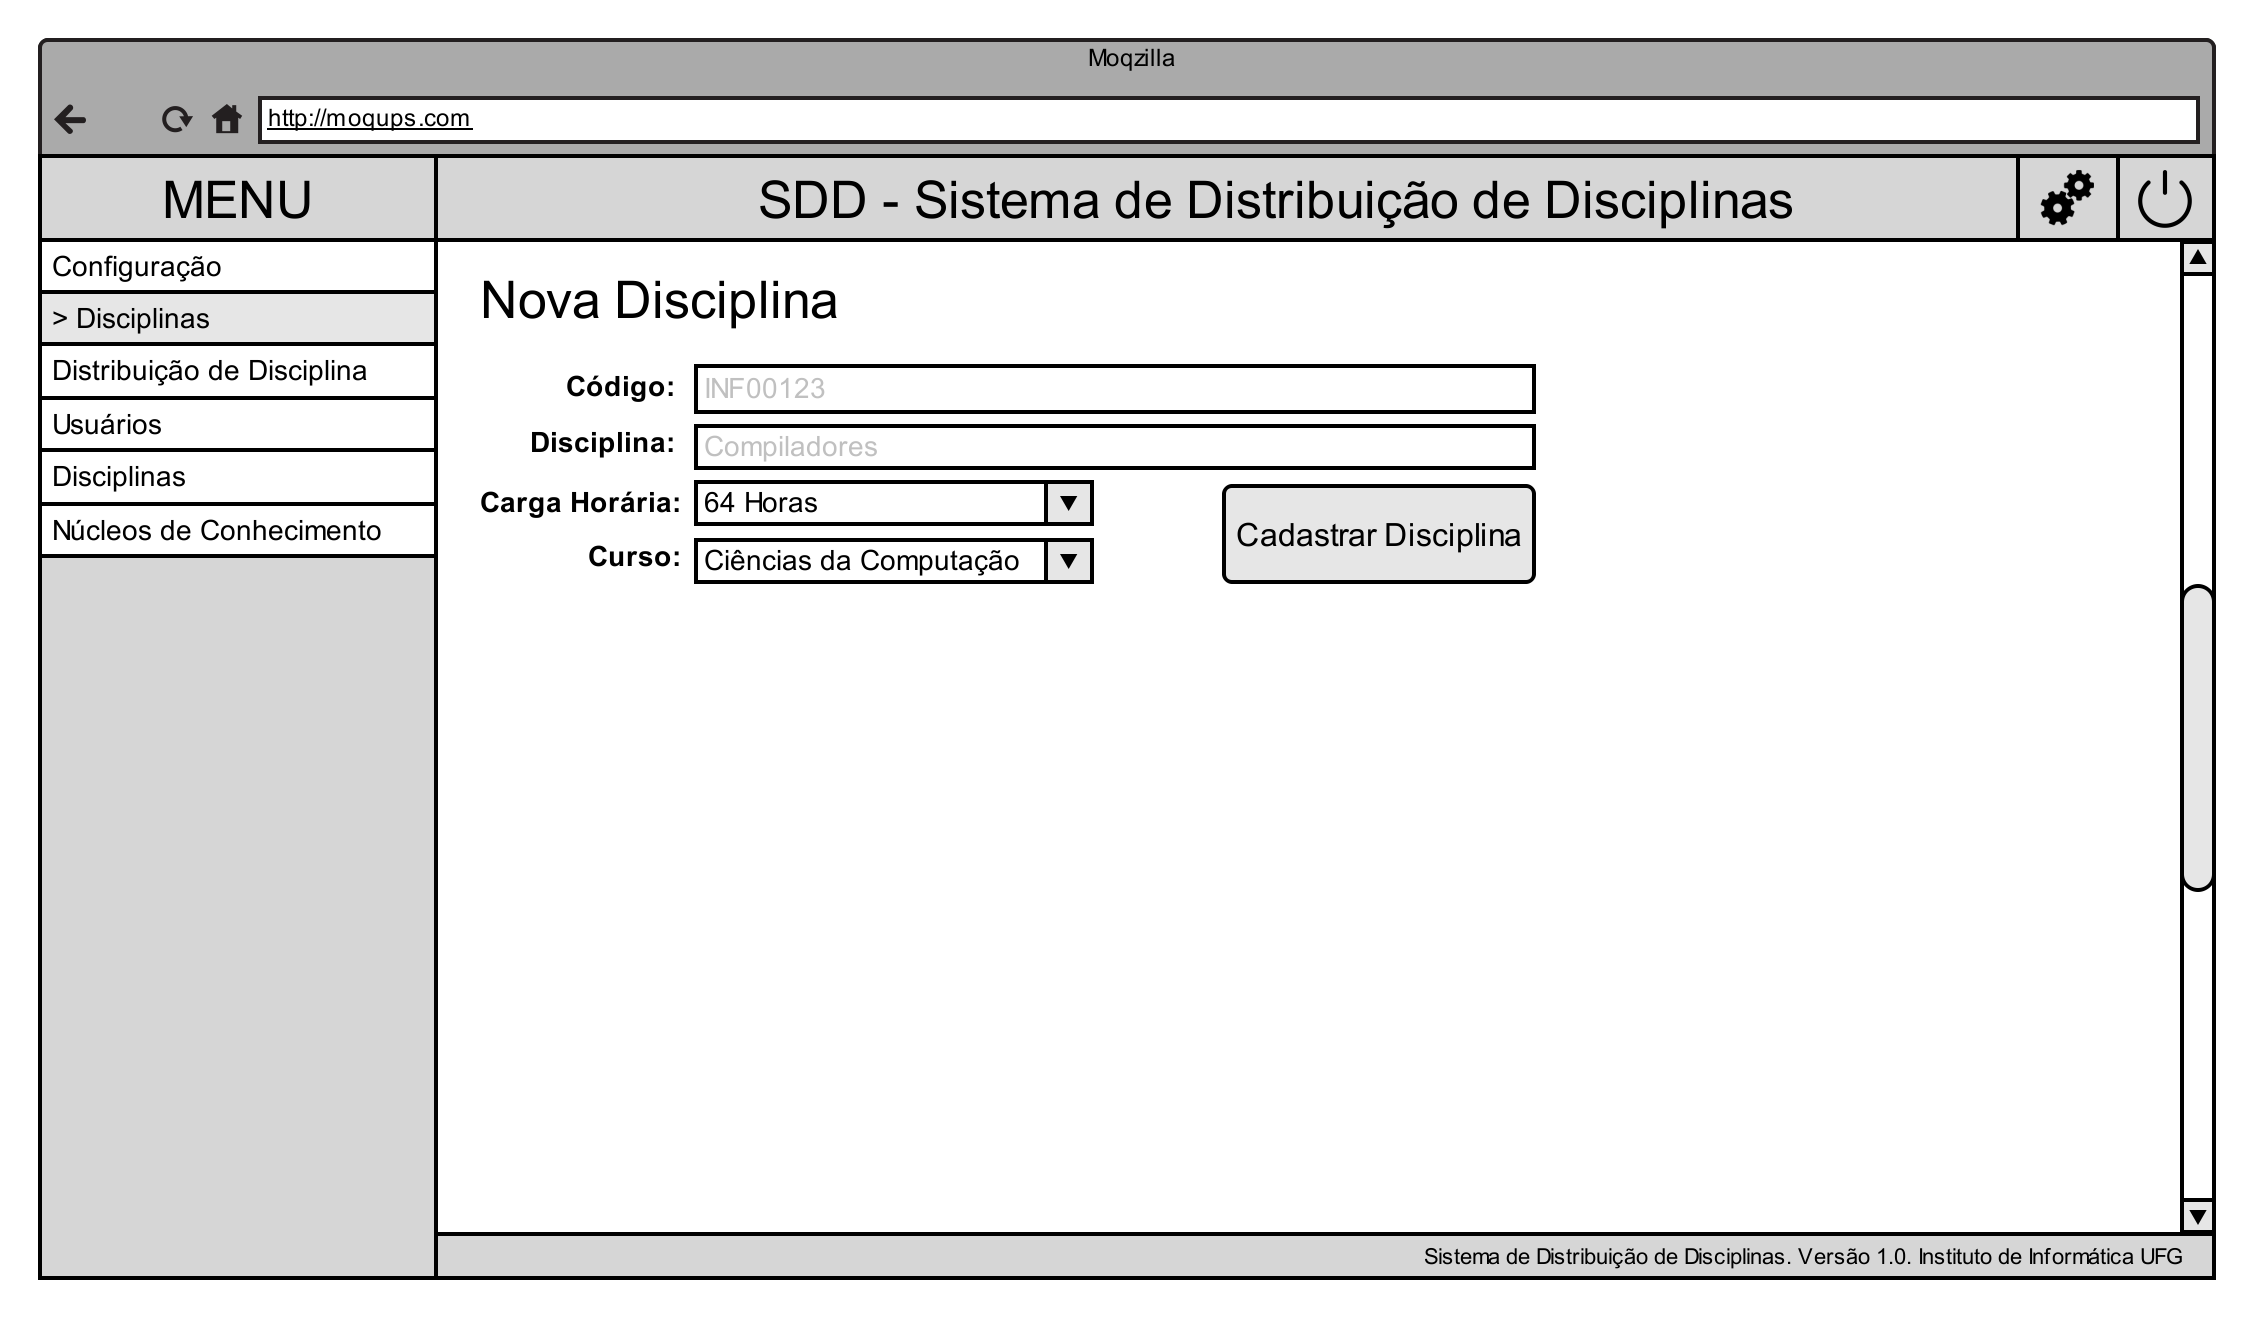 Moqzilla
http://moqups.com
MENU
SDD - Sistema de Distribuição de Disciplinas
Configuração
> Disciplinas
Distribuição de Disciplina
Usuários
Disciplinas
Núcleos de Conhecimento
Nova Disciplina
Código: INF00123
Disciplina: Compiladores
Carga Horária: 64 Horas
Curso: Ciências da Computação
Cadastrar Disciplina
Sistema de Distribuição de Disciplinas. Versão 1.0. Instituto de Informática UFG